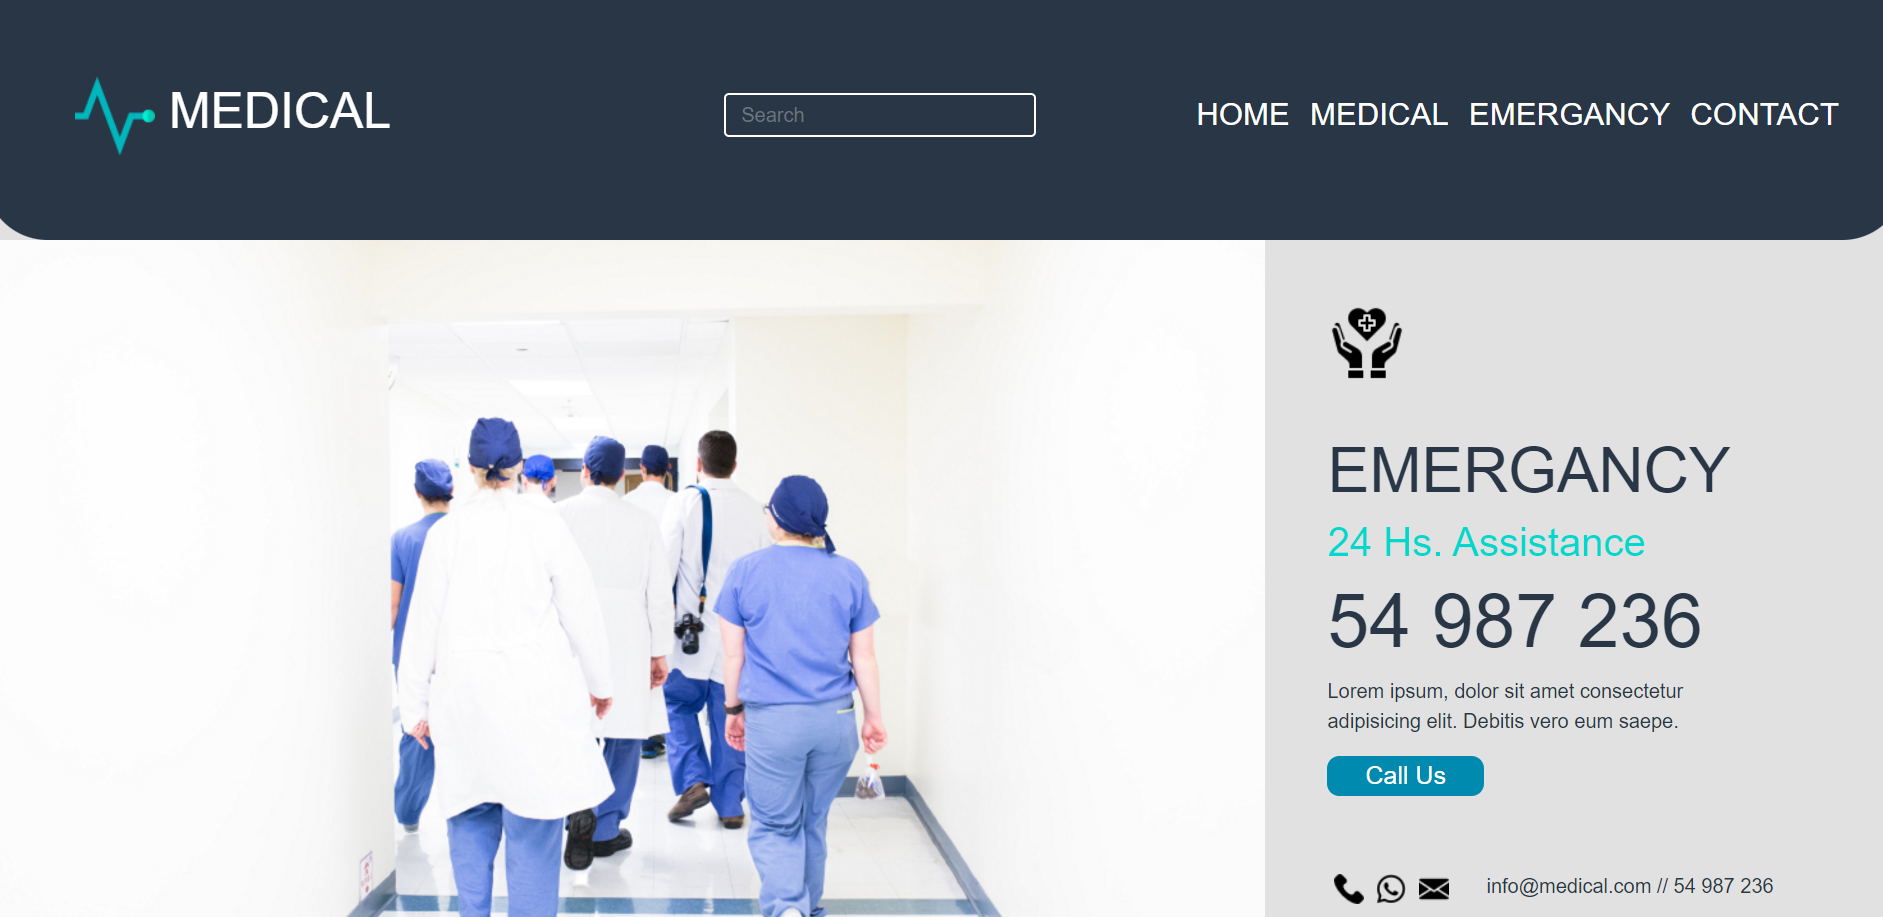 MEDICAL
Search
HOME MEDICAL EMERGANCY CONTACT
EMERGANCY
24 Hs. Assistance
54 987 236
Lorem ipsum, dolor sit amet consectetur
adipisicing elit. Debitis vero eum saepe.
Call Us
info@medical.com // 54 987 236